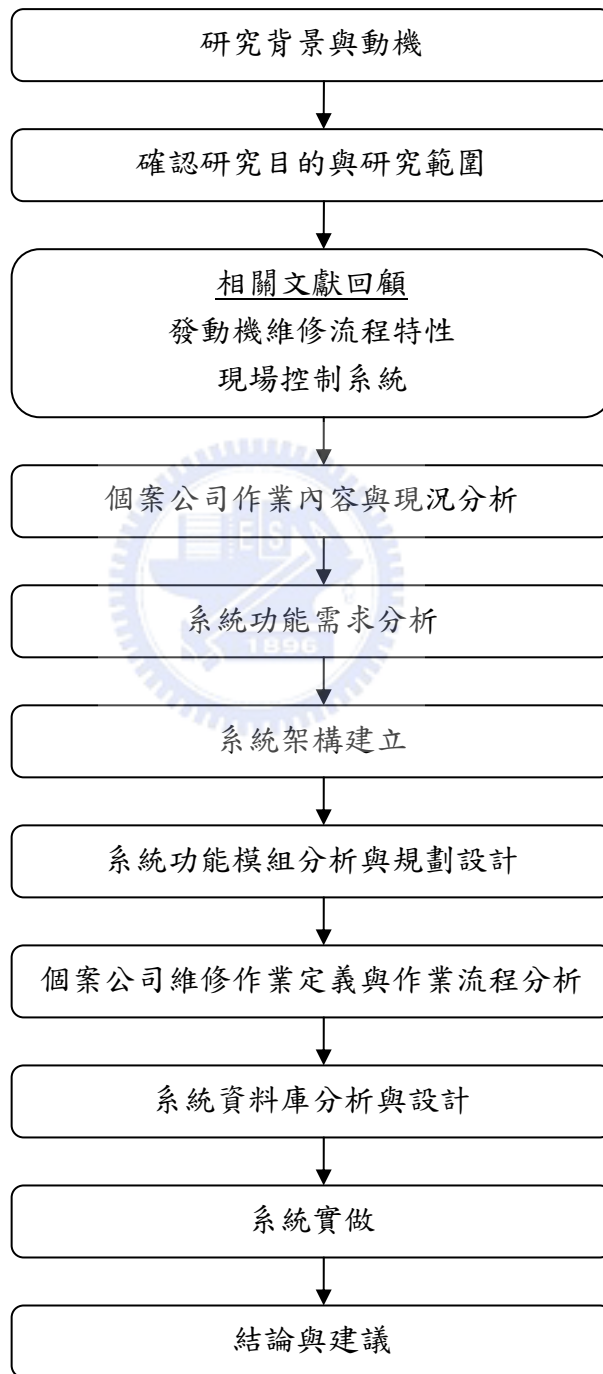 研究背景與動機
確認研究目的與研究範圍
相關文獻回顧
發動機維修流程特性
現場控制系統
個案公司作業內容與現況分析
系統功能需求分析
系統架構建立
系統功能模組分析與規劃設計
個案公司維修作業定義與作業流程分析
系統資料庫分析與設計
系統實做
結論與建議
ES
1896